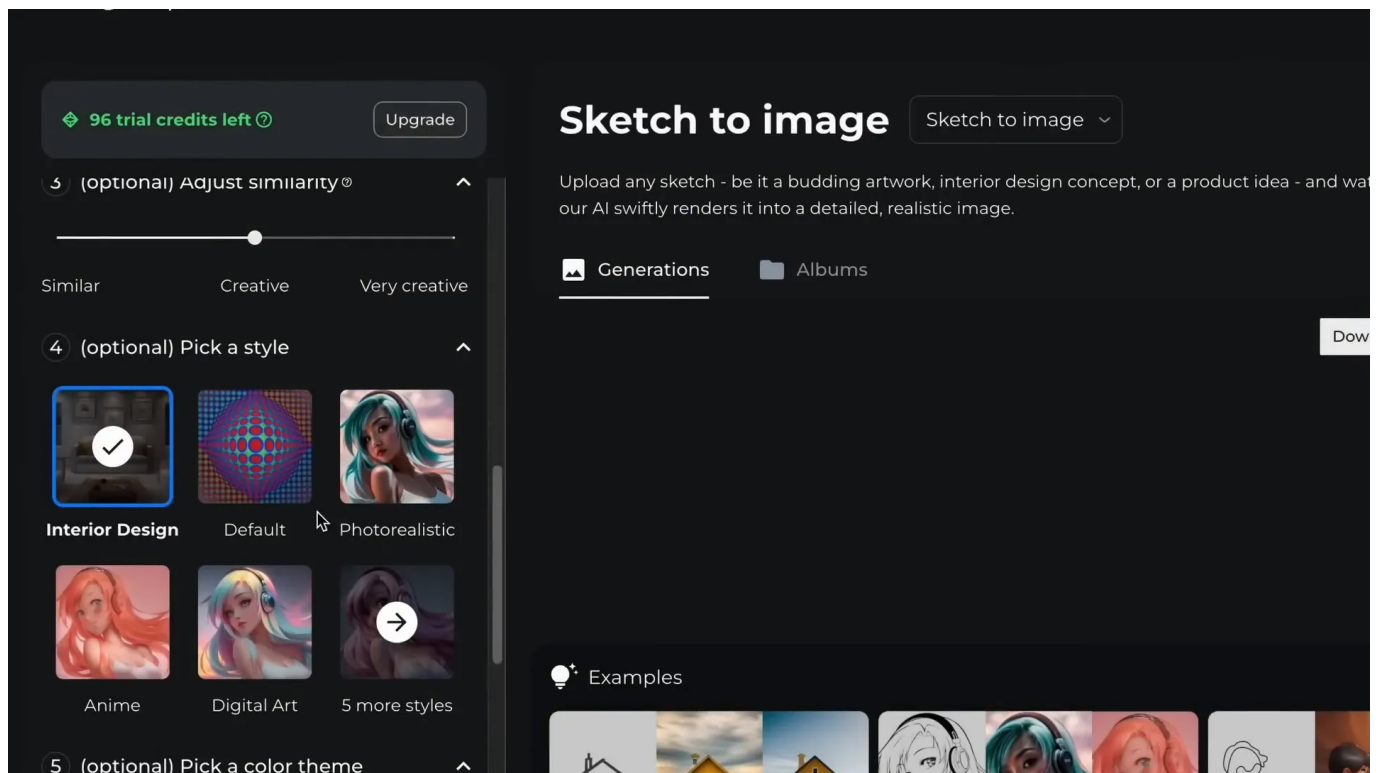 96 trial credits left
Upgrade
3 (optional) Adjust similarity
Similar
Creative
Very creative
4 (optional) Pick a style
Interior Design
Default
Photorealistic
Anime
Digital Art
5 more styles
5 (optional) Pick a color theme
Sketch to image
Sketch to image
Upload any sketch - be it a budding artwork, interior design concept, or a product idea - and
our AI swiftly renders it into a detailed, realistic image.
Generations
Albums
Dow
Examples